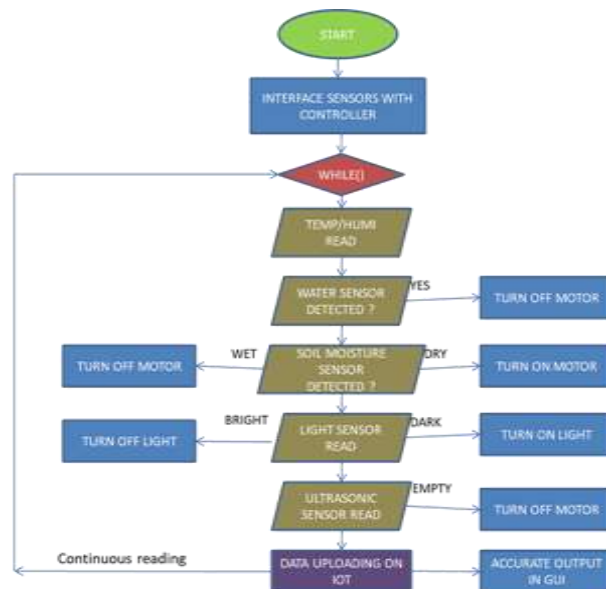 START
INTERFACE SENSORS WITH
CONTROLLER
WHILE()
TEMP/HUMI
READ
WATER SENSOR
DETECTED ?
YES
TURN OFF MOTOR
TURN OFF MOTOR
WET
SOIL MOISTURE
SENSOR
DETECTED ?
DRY
TURN ON MOTOR
TURN OFF LIGHT
BRIGHT
LIGHT SENSOR
READ
DARK
TURN ON LIGHT
ULTRASONIC
SENSOR READ
EMPTY
TURN OFF MOTOR
Continuous reading
DATA UPLOADING ON
IOT
ACCURATE OUTPUT
IN GUI